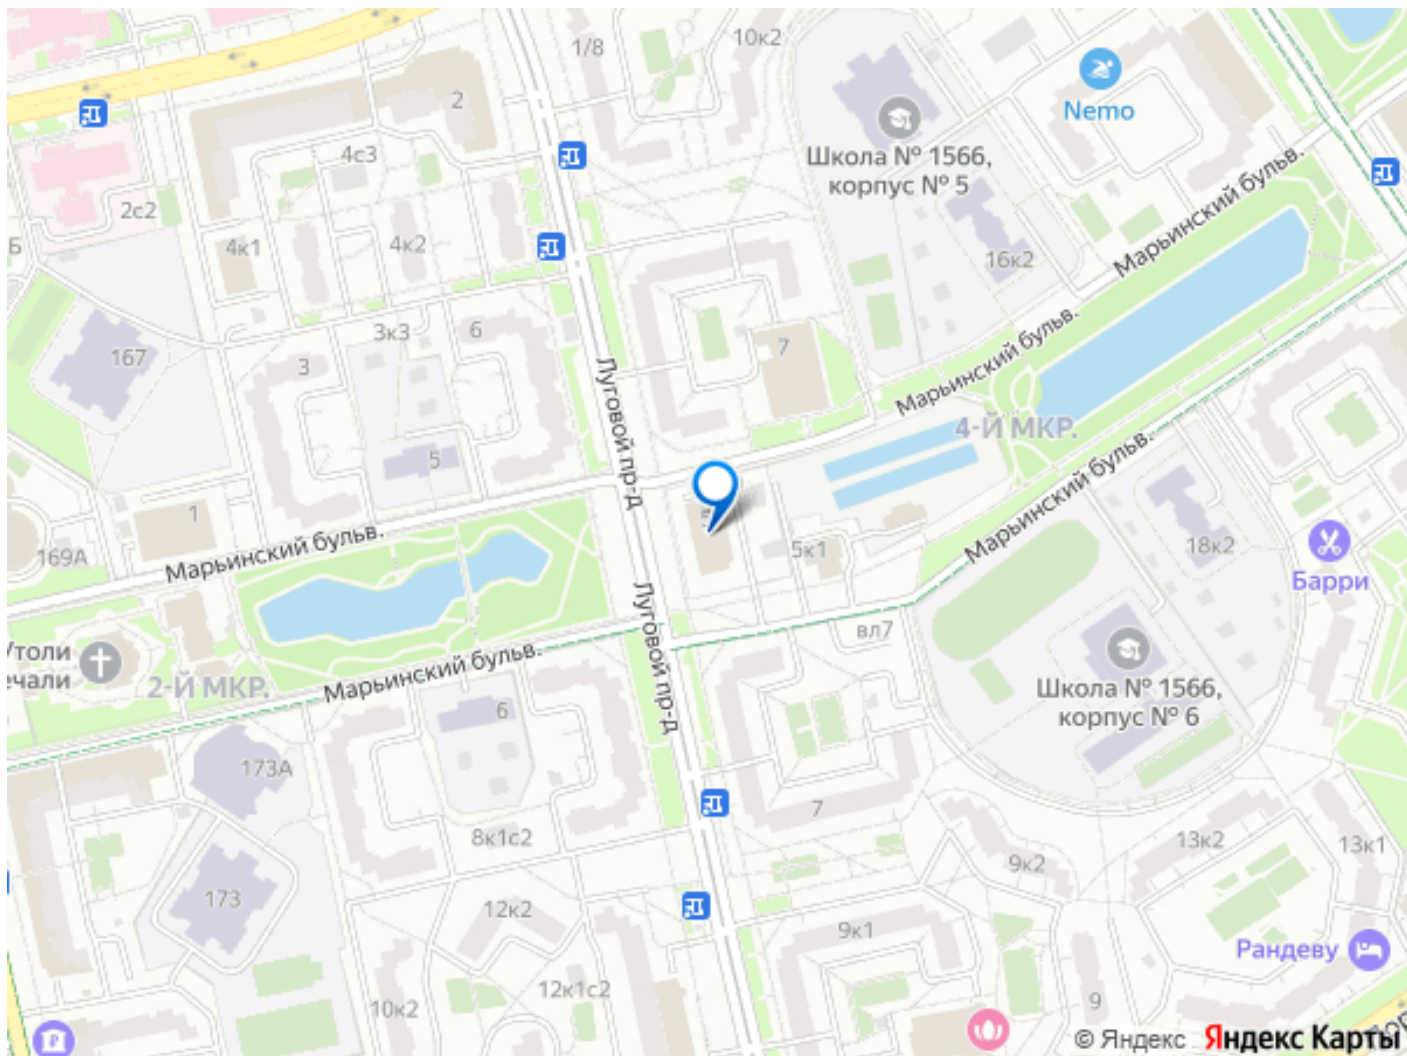 1/8
10к2
2
Nemo
4с3
Школа № 1566,
корпус № 5
2с2
Марьинский бульв.
4к1
4к2
16к2
3к3
6
Марьинский бульв.
167
3
7
Луговой пр-д
4-Й МКР.
5
Марьинский бульв.
1
Марьинский бульв.
169А
5к1
18к2
Барри
Луговой пр-д
вл7
Утоли
2-Й МКР.
Марьинский бульв.
Школа № 1566,
корпус № 6
6
173А
7
8к1с2
13к2
13к1
9к2
173
12к2
9к1
Рандеву
12к1с2
10к2
9
© Яндекс Яндекс Карты